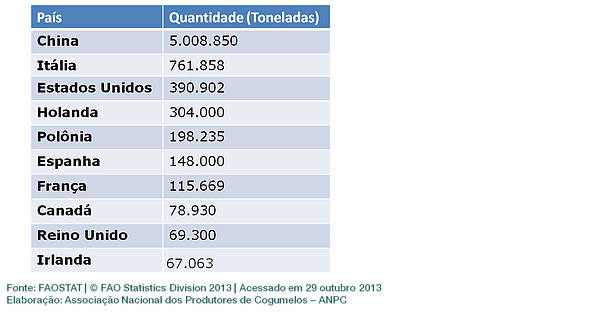 País Quantidade (Toneladas)
China 5.008.850
Itália 761.858
Estados Unidos 390.902
Holanda 304.000
Polônia 198.235
Espanha 148.000
França 115.669
Canadá 78.930
Reino Unido 69.300
Irlanda 67.063
Fonte: FAOSTAT | © FAO Statistics Division 2013 | Acessado em 29 outubro 2013
Elaboração: Associação Nacional dos Produtores de Cogumelos – ANPC